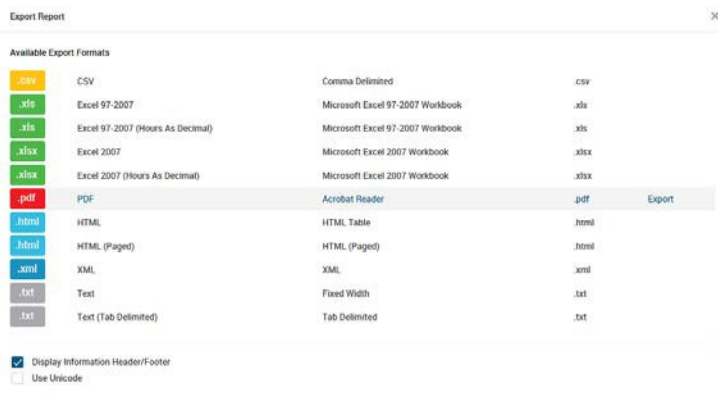 Export Report
Available Export Formats
.csv CSV Comma Delimited .csv
.xls Excel 97-2007 Microsoft Excel 97-2007 Workbook .xls
.xls Excel 97-2007 (Hours As Decimal) Microsoft Excel 97-2007 Workbook .xls
.xlsx Excel 2007 Microsoft Excel 2007 Workbook .xlsx
.xlsx Excel 2007 (Hours As Decimal) Microsoft Excel 2007 Workbook .xlsx
.pdf PDF Acrobat Reader .pdf Export
.html HTML HTML Table .html
.html HTML (Paged) HTML (Paged) .html
.xml XML XML .xml
.txt Text Fixed Width .txt
.txt Text (Tab Delimited) Tab Delimited .txt
Display Information Header/Footer
Use Unicode